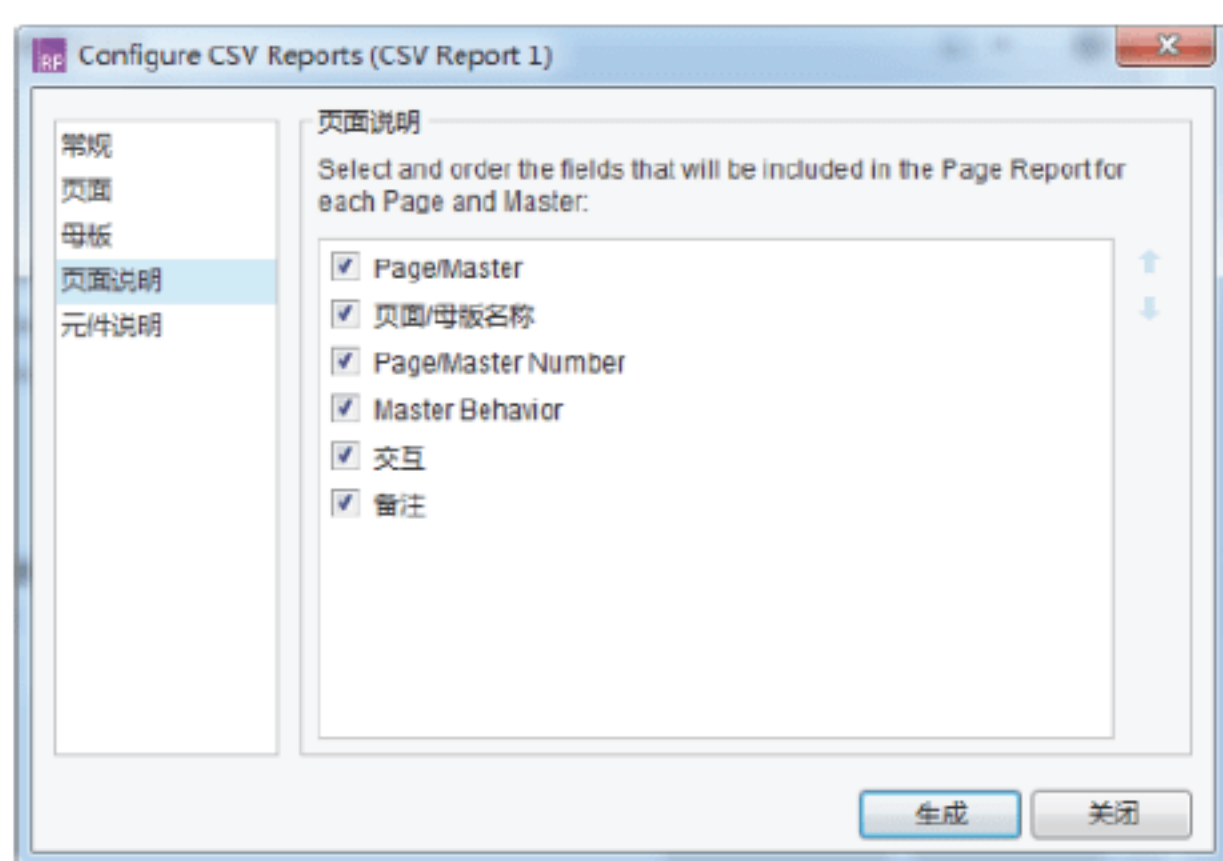 RP Configure CSV Reports (CSV Report 1)
常规
页面
母版
页面说明
元件说明
页面说明
Select and order the fields that will be included in the Page Report for
each Page and Master:
Page/Master
页面/母版名称
Page/Master Number
Master Behavior
交互
备注
生成
关闭